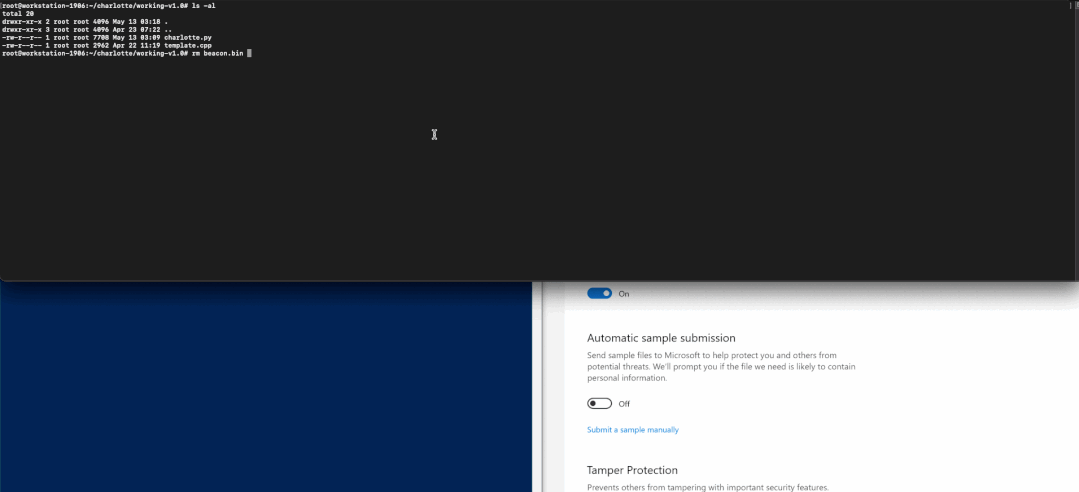 [root@workstation-1906:~/charlotte/working-v1.0# ls -al
total 20
drwxr-xr-x 2 root root 4096 May 13 03:18 .
drwxr-xr-x 3 root root 4096 Apr 23 07:22 ..
-rw-r--r-- 1 root root 7708 May 13 03:09 charlotte.py
-rw-r--r-- 1 root root 2962 Apr 22 11:19 template.cpp
root@workstation-1906:~/charlotte/working-v1.0# rm beacon.bin
On
Automatic sample submission
Send sample files to Microsoft to help protect you and others from
potential threats. We'll prompt you if the file we need is likely to contain
personal information.
Off
Submit a sample manually
Tamper Protection
Prevents others from tampering with important security features.